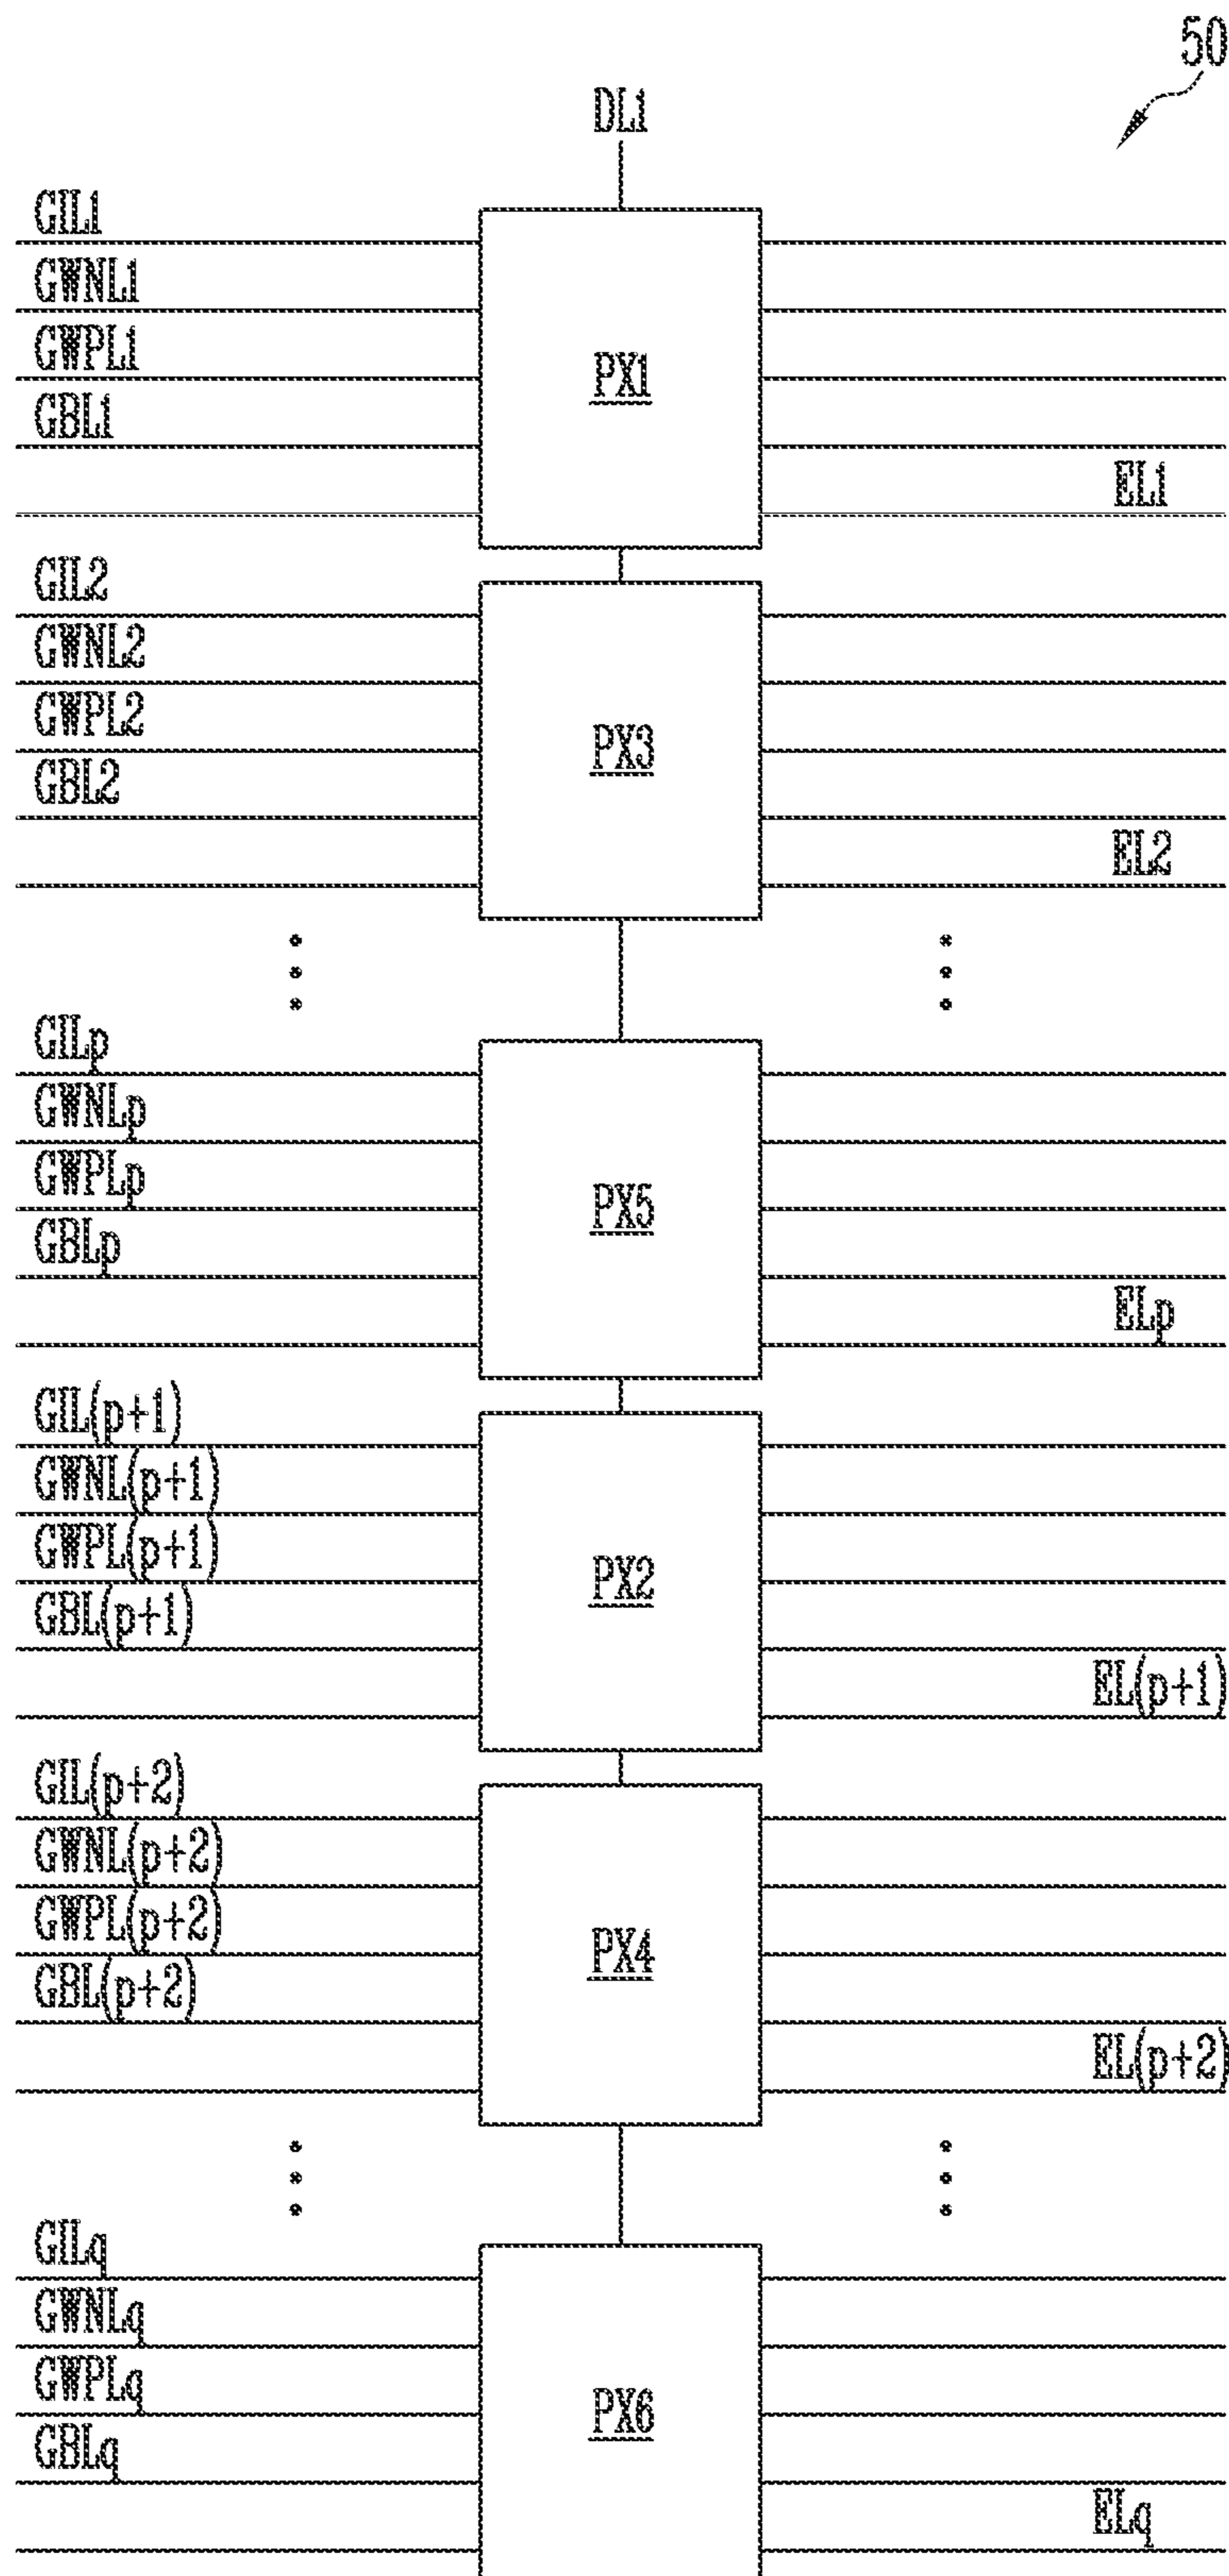 50
DL1
GIL1
GWNL1
GWPL1
PX1
GBL1
EL1
GIL2
GWNL2
GWPL2
PX3
GBL2
EL2
GILp
GWNLp
GWPLp
PX5
GBLp
ELp
GIL(p+1)
GWNL(p+1)
GWPL(p+1)
PX2
GBL(p+1)
EL(p+1)
GIL(p+2)
GWNL(p+2)
GWPL(p+2)
PX4
GBL(p+2)
EL(p+2)
GILq
GWNLq
GWPLq
PX6
GBLq
ELq